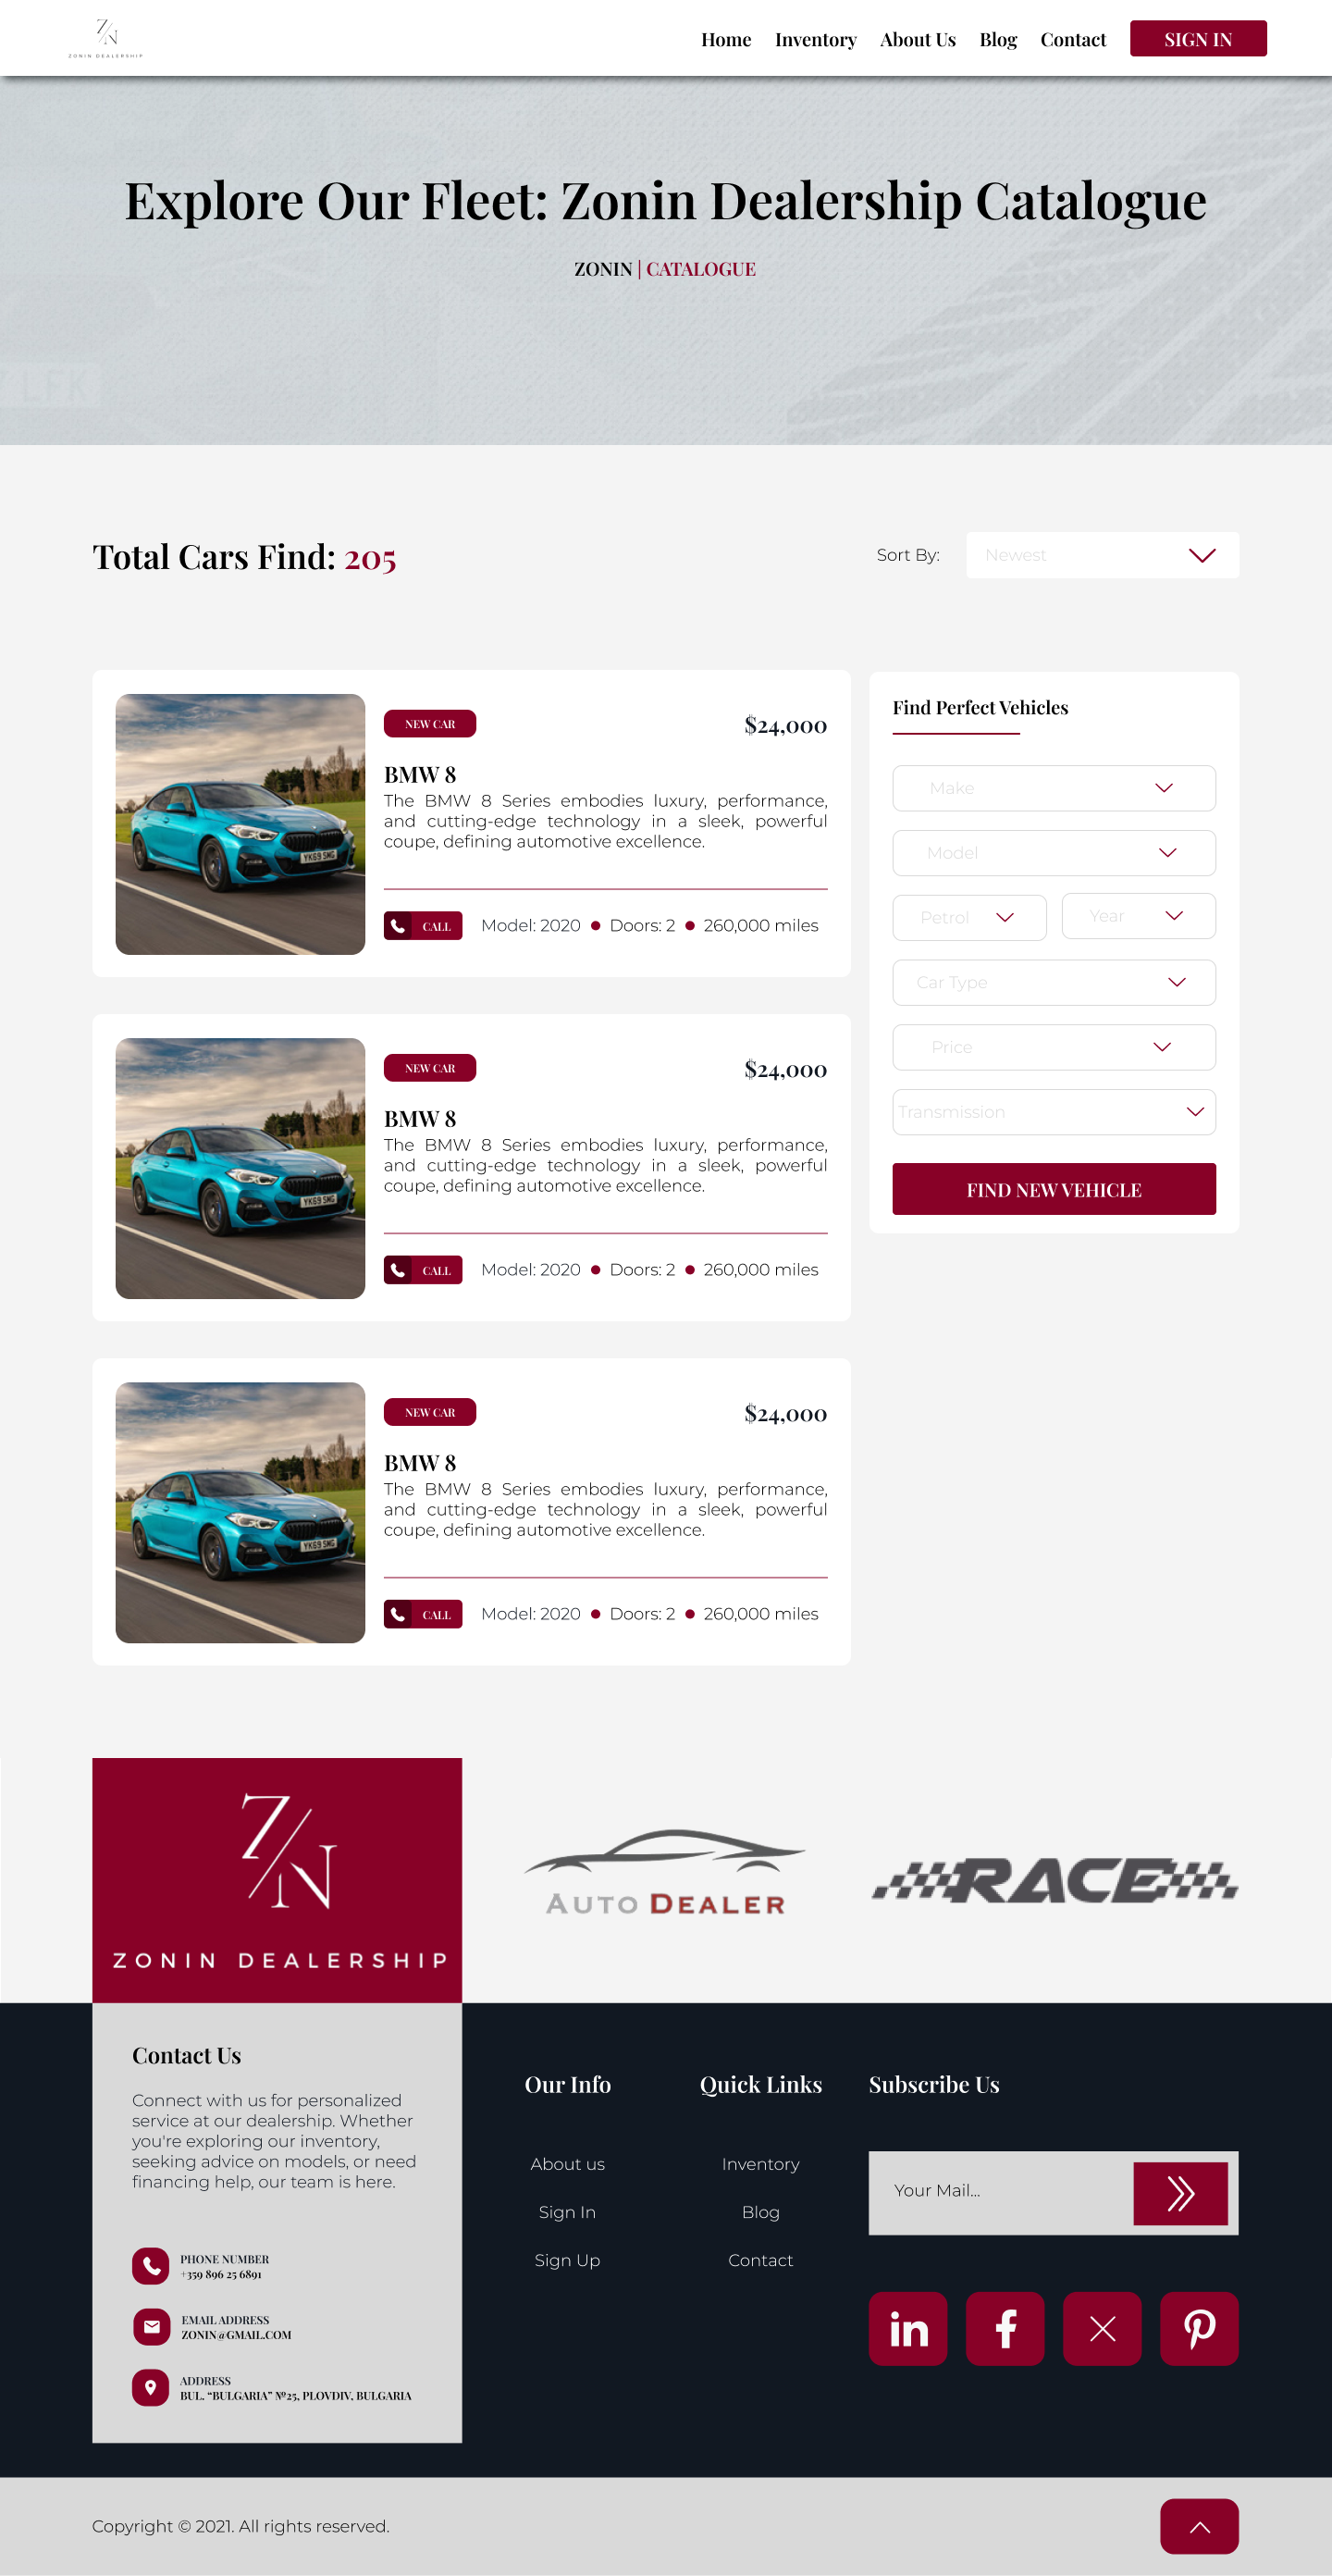 ZN
ZONIN DEALERSHIP
Home Inventory About Us Blog Contact SIGN IN
Explore Our Fleet: Zonin Dealership Catalogue
ZONIN | CATALOGUE
Total Cars Find: 205
Sort By: Newest
NEW CAR $24,000
BMW 8
The BMW 8 Series embodies luxury, performance,
and cutting-edge technology in a sleek, powerful
coupe, defining automotive excellence.
YK69 5MG
CALL Model: 2020 Doors: 2 260,000 miles
NEW CAR $24,000
BMW 8
The BMW 8 Series embodies luxury, performance,
and cutting-edge technology in a sleek, powerful
coupe, defining automotive excellence.
YK69 5MG
CALL Model: 2020 Doors: 2 260,000 miles
NEW CAR $24,000
BMW 8
The BMW 8 Series embodies luxury, performance,
and cutting-edge technology in a sleek, powerful
coupe, defining automotive excellence.
YK69 5MG
CALL Model: 2020 Doors: 2 260,000 miles
Find Perfect Vehicles
Make
Model
Petrol Year
Car Type
Price
Transmission
FIND NEW VEHICLE
ZN
ZONIN DEALERSHIP
AUTO DEALER
RACE
Contact Us
Connect with us for personalized
service at our dealership. Whether
you're exploring our inventory,
seeking advice on models, or need
financing help, our team is here.
PHONE NUMBER
+359 896 25 6891
EMAIL ADDRESS
ZONIN@GMAIL.COM
ADDRESS
BUL. “BULGARIA” №25, PLOVDIV, BULGARIA
Our Info
About us
Sign In
Sign Up
Quick Links
Inventory
Blog
Contact
Subscribe Us
Your Mail...
in f
Copyright © 2021. All rights reserved.